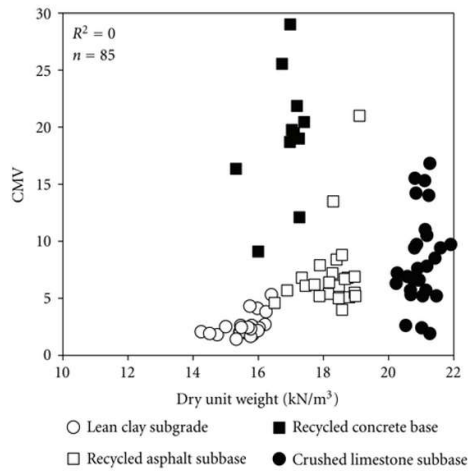 30
25
20
15
10
5
0
CMV
R² = 0
n = 85
10 12 14 16 18 20 22
Dry unit weight (kN/m³)
Lean clay subgrade Recycled concrete base
Recycled asphalt subbase Crushed limestone subbase